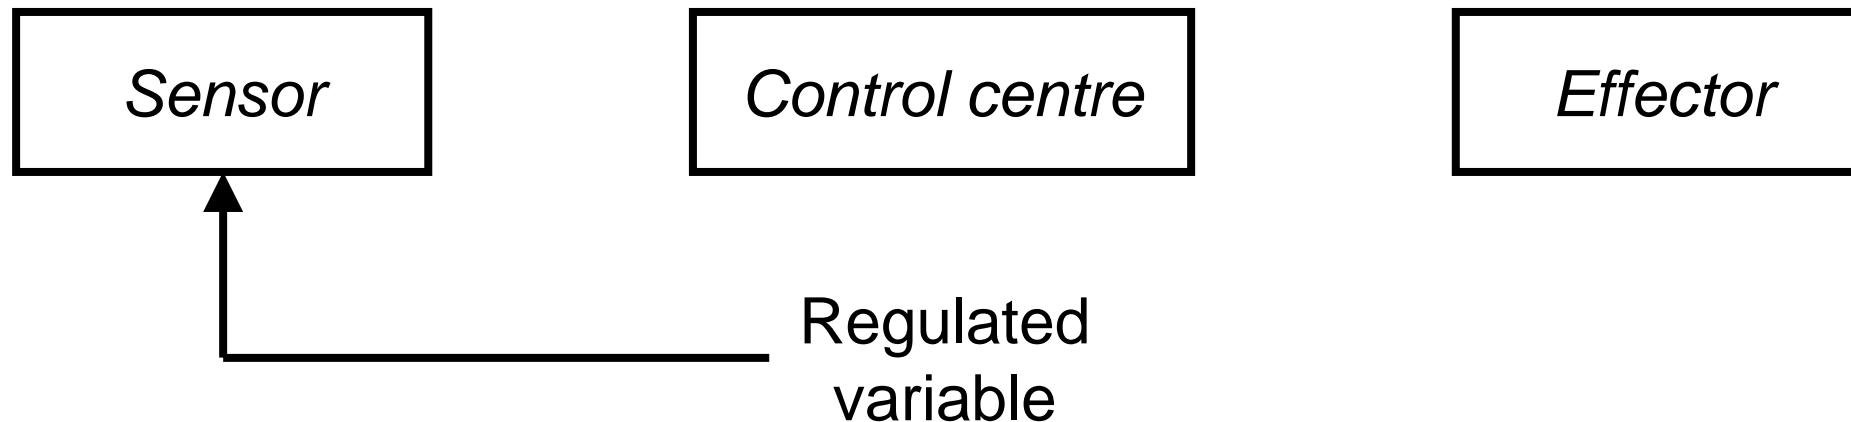 Sensor
Control centre
Effector
Regulated
variable